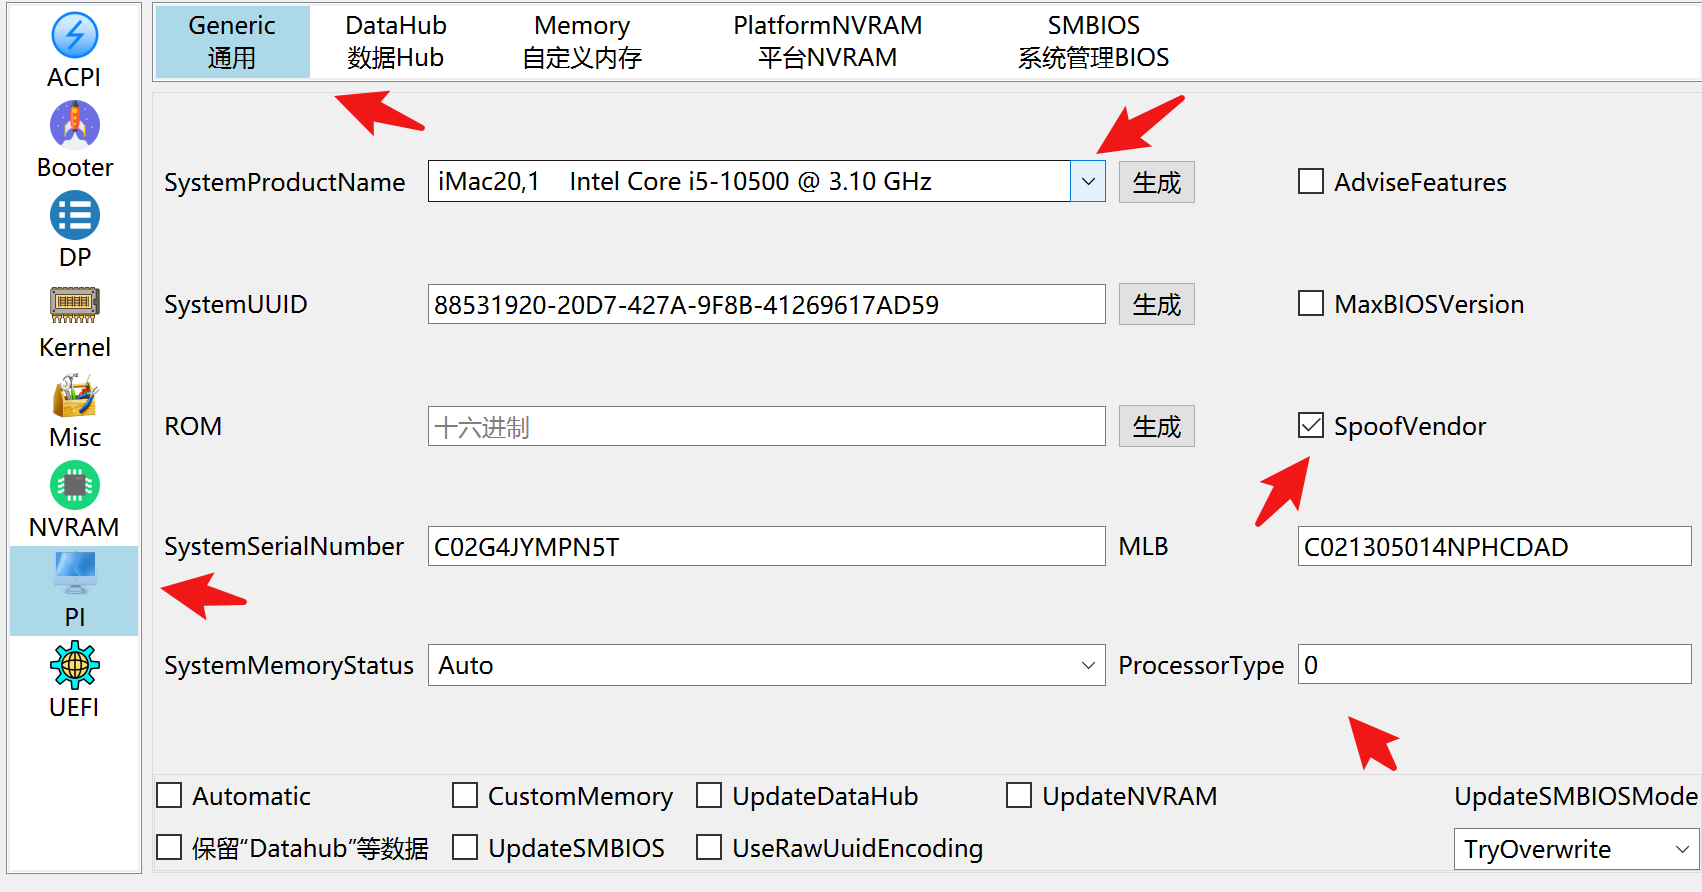 ACPI
Booter
DP
Kernel
Misc
NVRAM
PI
UEFI
Generic
通用
DataHub
数据Hub
Memory
自定义内存
PlatformNVRAM
平台NVRAM
SMBIOS
系统管理BIOS
SystemProductName
iMac20,1 Intel Core i5-10500 @ 3.10 GHz
生成
AdviseFeatures
SystemUUID
88531920-20D7-427A-9F8B-41269617AD59
生成
MaxBIOSVersion
ROM
十六进制
生成
SpoofVendor
SystemSerialNumber
C02G4JYMPN5T
MLB
C021305014NPHCDAD
SystemMemoryStatus
Auto
ProcessorType
0
Automatic
CustomMemory
UpdateDataHub
UpdateNVRAM
UpdateSMBIOSMode
保留“Datahub”等数据
UpdateSMBIOS
UseRawUuidEncoding
TryOverwrite